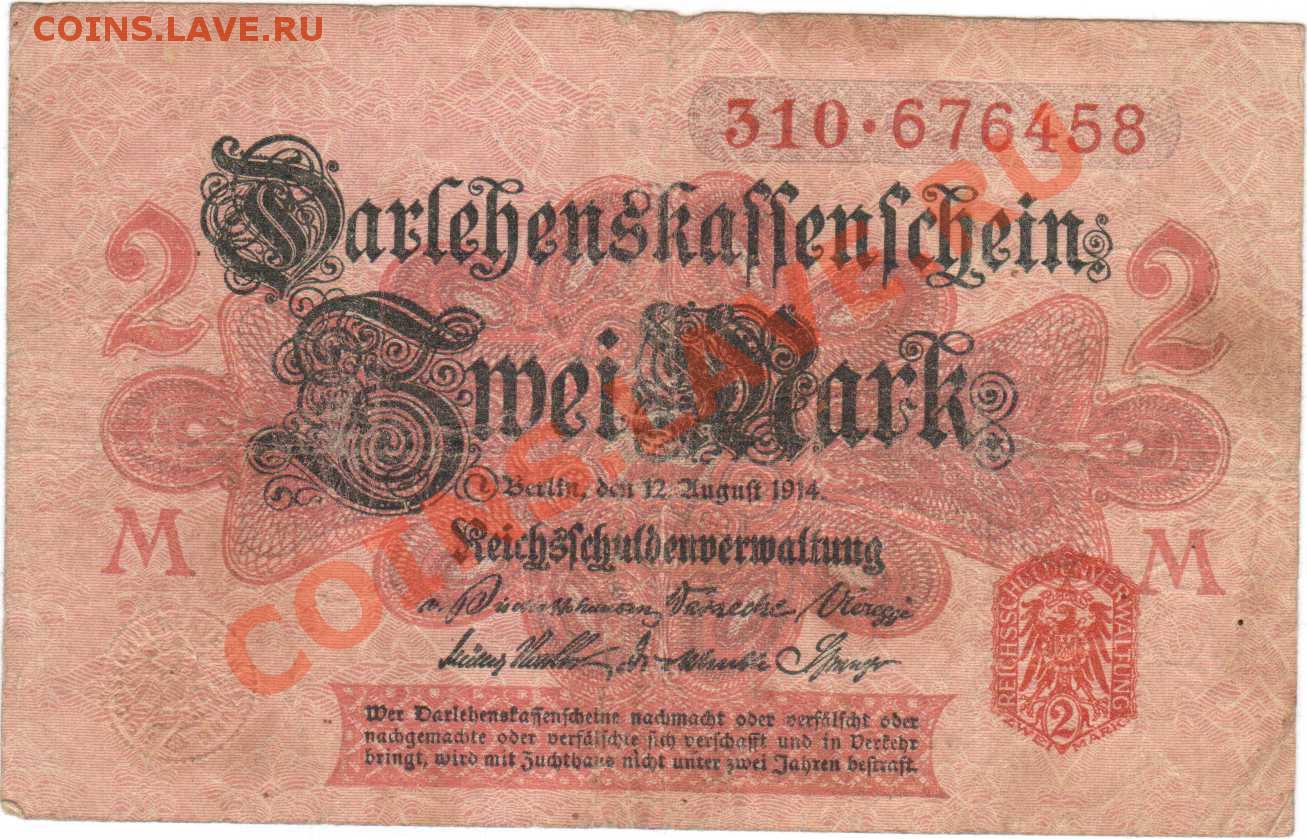 COINS.LAVE.RU
310·676458
Darlehenskassenschein
2
2
Zwei Mark
Berlin, den 12. August 1914.
Reichsschuldenverwaltung
M
M
COINS.LAVE.RU
REICHSSCHULDENVERWALTUNG
2
ZWEI MARK
Wer Darlehenskassenscheine nachmacht oder verfälscht oder
nachgemachte oder verfälschte sich verschafft und in Verkehr
bringt, wird mit Zuchthaus nicht unter zwei Jahren bestraft.